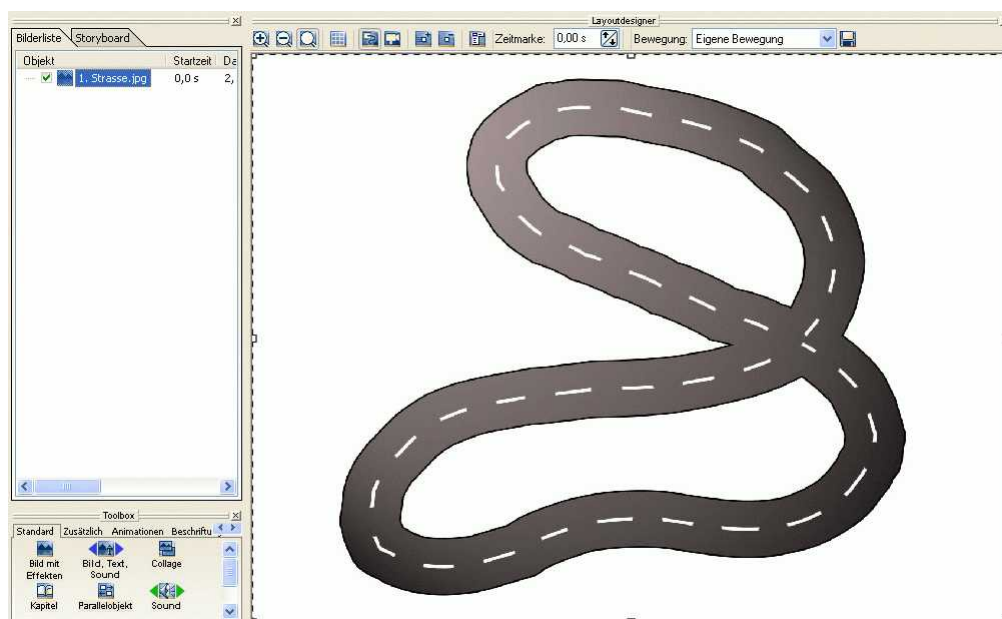 Layoutdesigner
Bilderliste Storyboard
Zeitmarke: 0,00 s Bewegung: Eigene Bewegung
Objekt Startzeit Da
1. Strasse.jpg 0,0 s 2,
Toolbox
Standard Zusätzlich Animationen Beschriftu
Bild mit Effekten
Bild, Text, Sound
Collage
Kapitel Parallelobjekt Sound